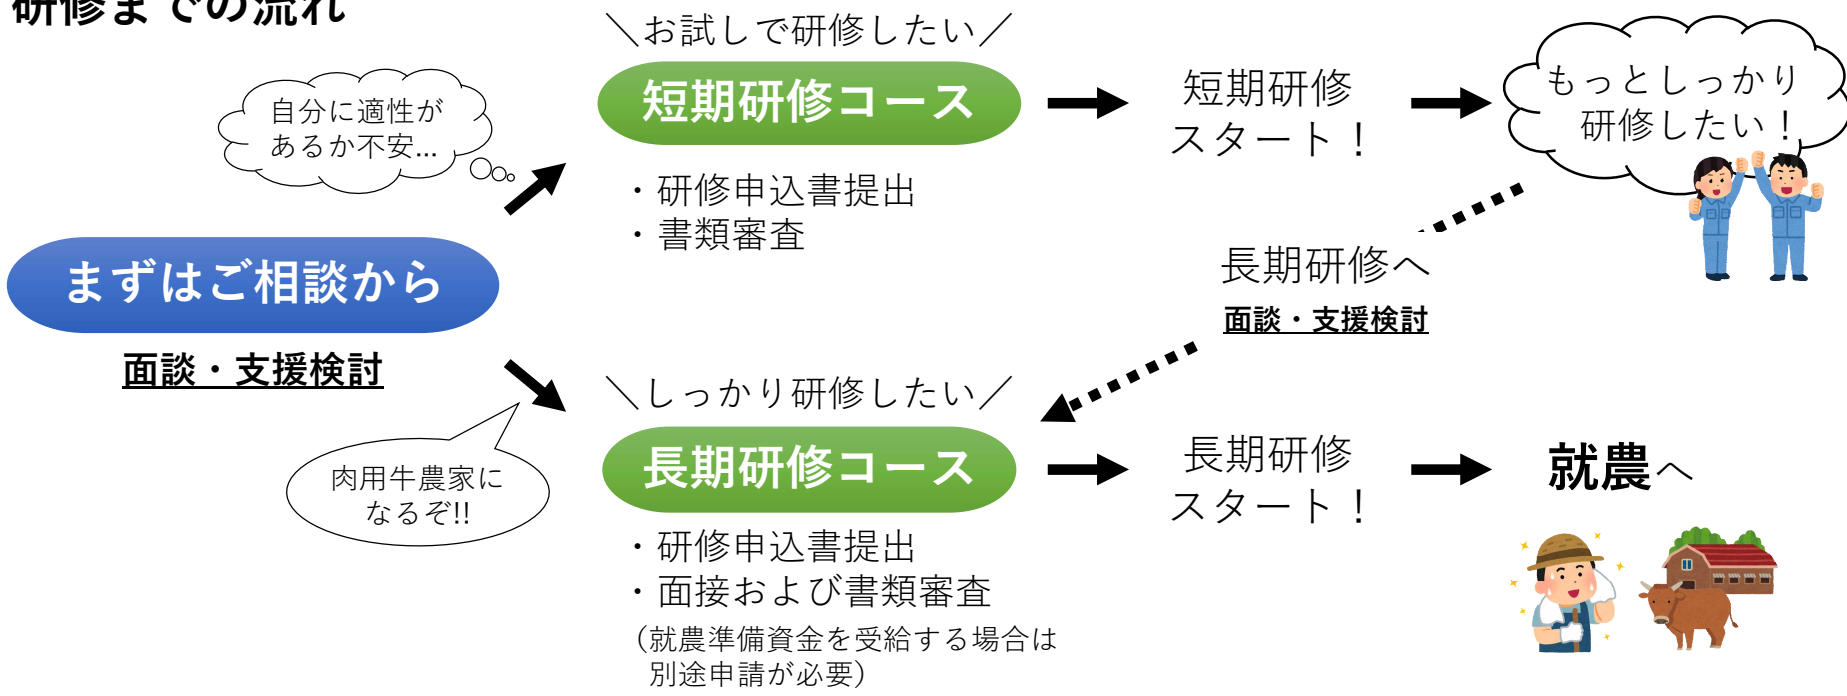 研修までの流れ
自分に適性が
あるか不安...
まずはご相談から
面談・支援検討
肉用牛農家に
なるぞ!!
＼お試しで研修したい／
短期研修コース
・研修申込書提出
・書類審査
短期研修
スタート！
もっとしっかり
研修したい！
長期研修へ
面談・支援検討
＼しっかり研修したい／
長期研修コース
・研修申込書提出
・面接および書類審査
（就農準備資金を受給する場合は
別途申請が必要）
長期研修
スタート！
就農へ